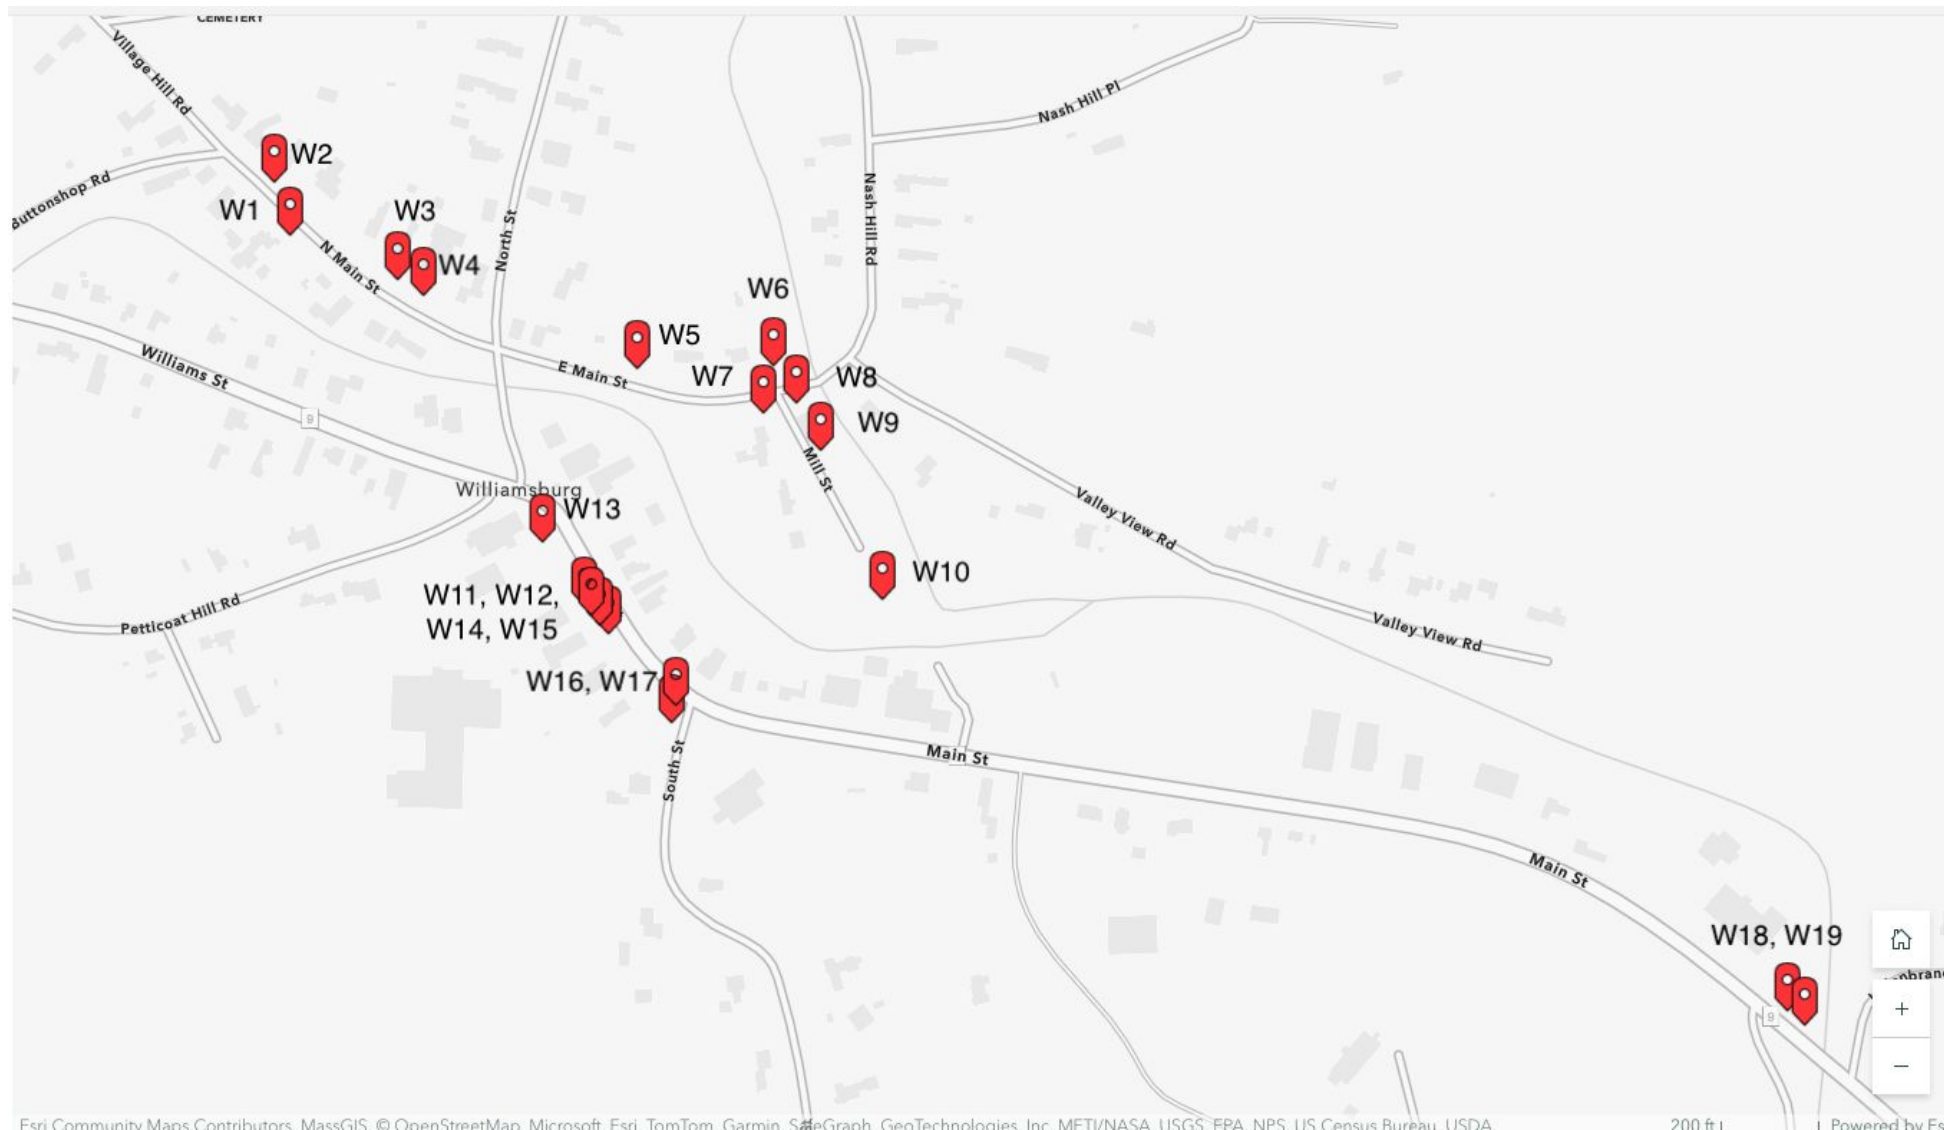 CEMETERY
Village Hill Rd
Nash Hill Pl
W2
Buttonshop Rd
W1
W3
Nash Hill Rd
North St
N Main St
W4
W6
W5
Williams St
E Main St
W7
W8
9
W9
Mill St
Williamsburg
W13
Valley View Rd
W10
W11, W12,
W14, W15
Petticoat Hill Rd
Valley View Rd
W16, W17
South St
Main St
Main St
W18, W19
9
+
−
Esri Community Maps Contributors, MassGIS, © OpenStreetMap, Microsoft, Esri, TomTom, Garmin, SafeGraph, GeoTechnologies, Inc, METI/NASA, USGS, EPA, NPS, US Census Bureau, USDA
200 ft
Powered by Es